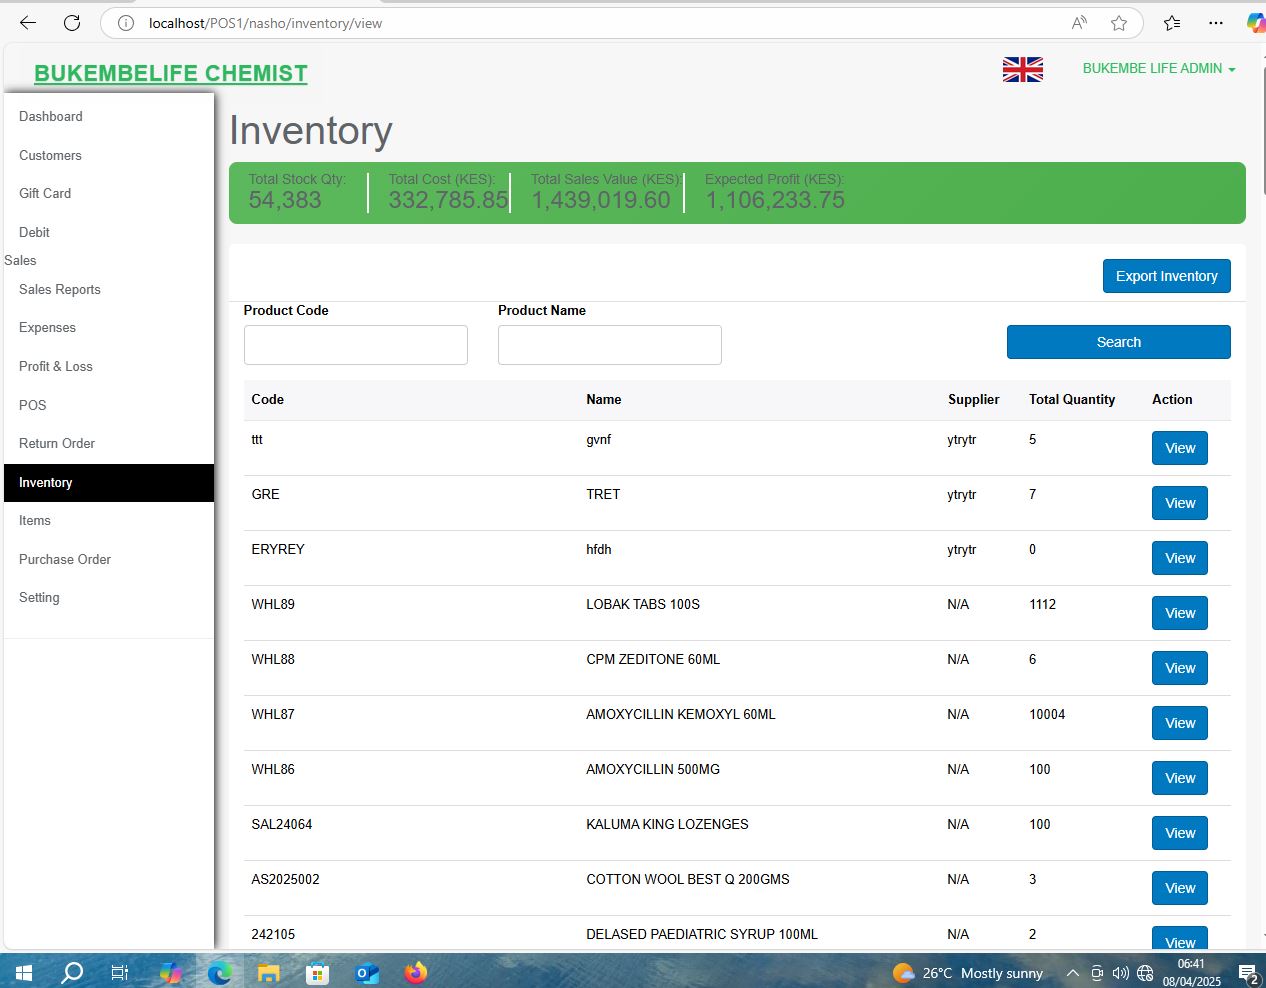 localhost/POS1/nasho/inventory/view
BUKEMBELIFE CHEMIST
BUKEMBE LIFE ADMIN
Dashboard
Customers
Gift Card
Debit
Sales
Sales Reports
Expenses
Profit & Loss
POS
Return Order
Inventory
Items
Purchase Order
Setting
Inventory
Total Stock Qty: Total Cost (KES): Total Sales Value (KES): Expected Profit (KES):
54,383 332,785.85 1,439,019.60 1,106,233.75
Export Inventory
Product Code Product Name
Search
Code Name Supplier Total Quantity Action
ttt gvnf ytrytr 5 View
GRE TRET ytrytr 7 View
ERYREY hfdh ytrytr 0 View
WHL89 LOBAK TABS 100S N/A 1112 View
WHL88 CPM ZEDITONE 60ML N/A 6 View
WHL87 AMOXYCILLIN KEMOXYL 60ML N/A 10004 View
WHL86 AMOXYCILLIN 500MG N/A 100 View
SAL24064 KALUMA KING LOZENGES N/A 100 View
AS2025002 COTTON WOOL BEST Q 200GMS N/A 3 View
242105 DELASED PAEDIATRIC SYRUP 100ML N/A 2 View
26°C Mostly sunny
06:41
08/04/2025
2